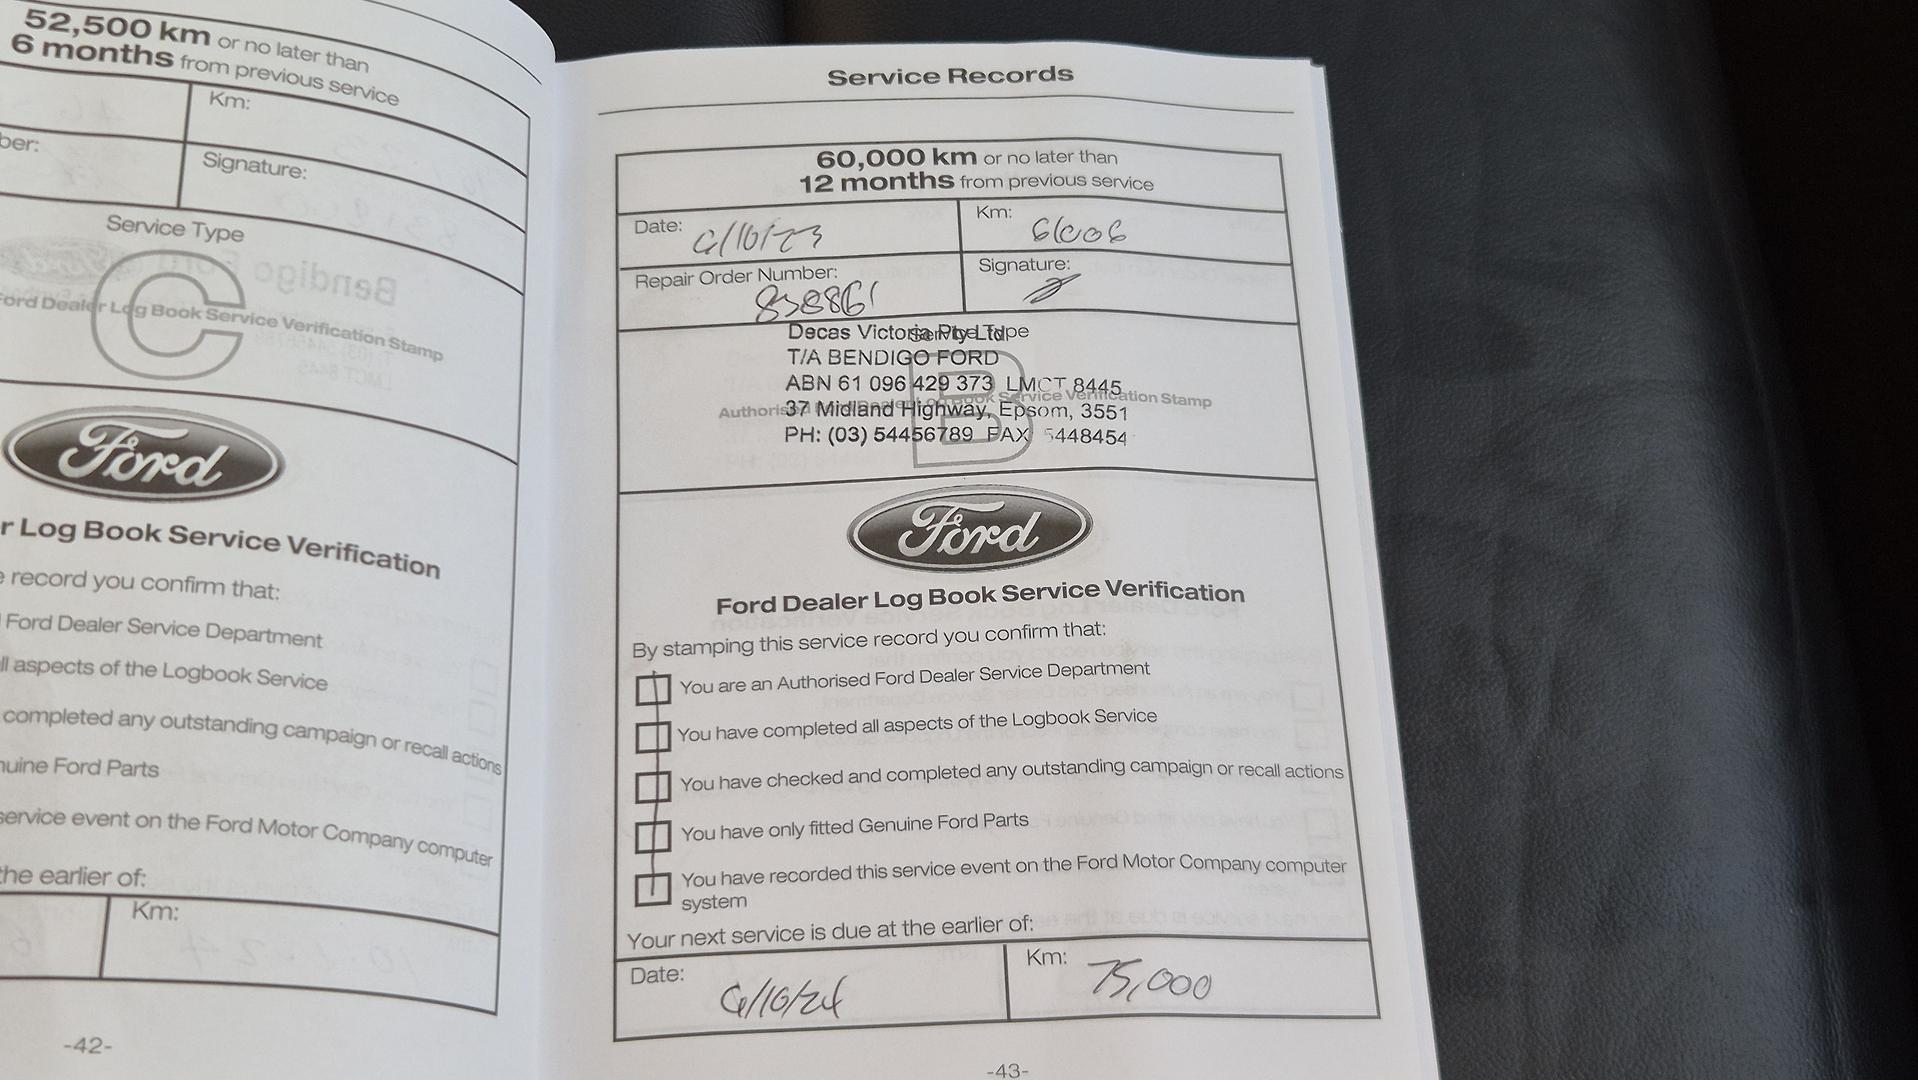 52,500 km or no later than
6 months from previous service
Km:
ber:
Signature:
Service Type
C
Ford Dealer Log Book Service Verification Stamp
Ford
r Log Book Service Verification
e record you confirm that:
Ford Dealer Service Department
ll aspects of the Logbook Service
completed any outstanding campaign or recall actions
nuine Ford Parts
service event on the Ford Motor Company computer
the earlier of:
Km:
-42-
Service Records
60,000 km or no later than
12 months from previous service
Date: 6/10/23
Km: 61006
Repair Order Number:
Signature:
838861
Service Type
Decas Victoria Pty Ltd
T/A BENDIGO FORD
B
ABN 61 096 429 373 LMCT 8445
Authorised Dealer Log Book Service Verification Stamp
37 Midland Highway, Epsom, 3551
PH: (03) 54456789 FAX 5448454
Ford
Ford Dealer Log Book Service Verification
By stamping this service record you confirm that:
You are an Authorised Ford Dealer Service Department
You have completed all aspects of the Logbook Service
You have checked and completed any outstanding campaign or recall actions
You have only fitted Genuine Ford Parts
You have recorded this service event on the Ford Motor Company computer
system
Your next service is due at the earlier of:
Date: 6/10/24
Km: 75,000
-43-